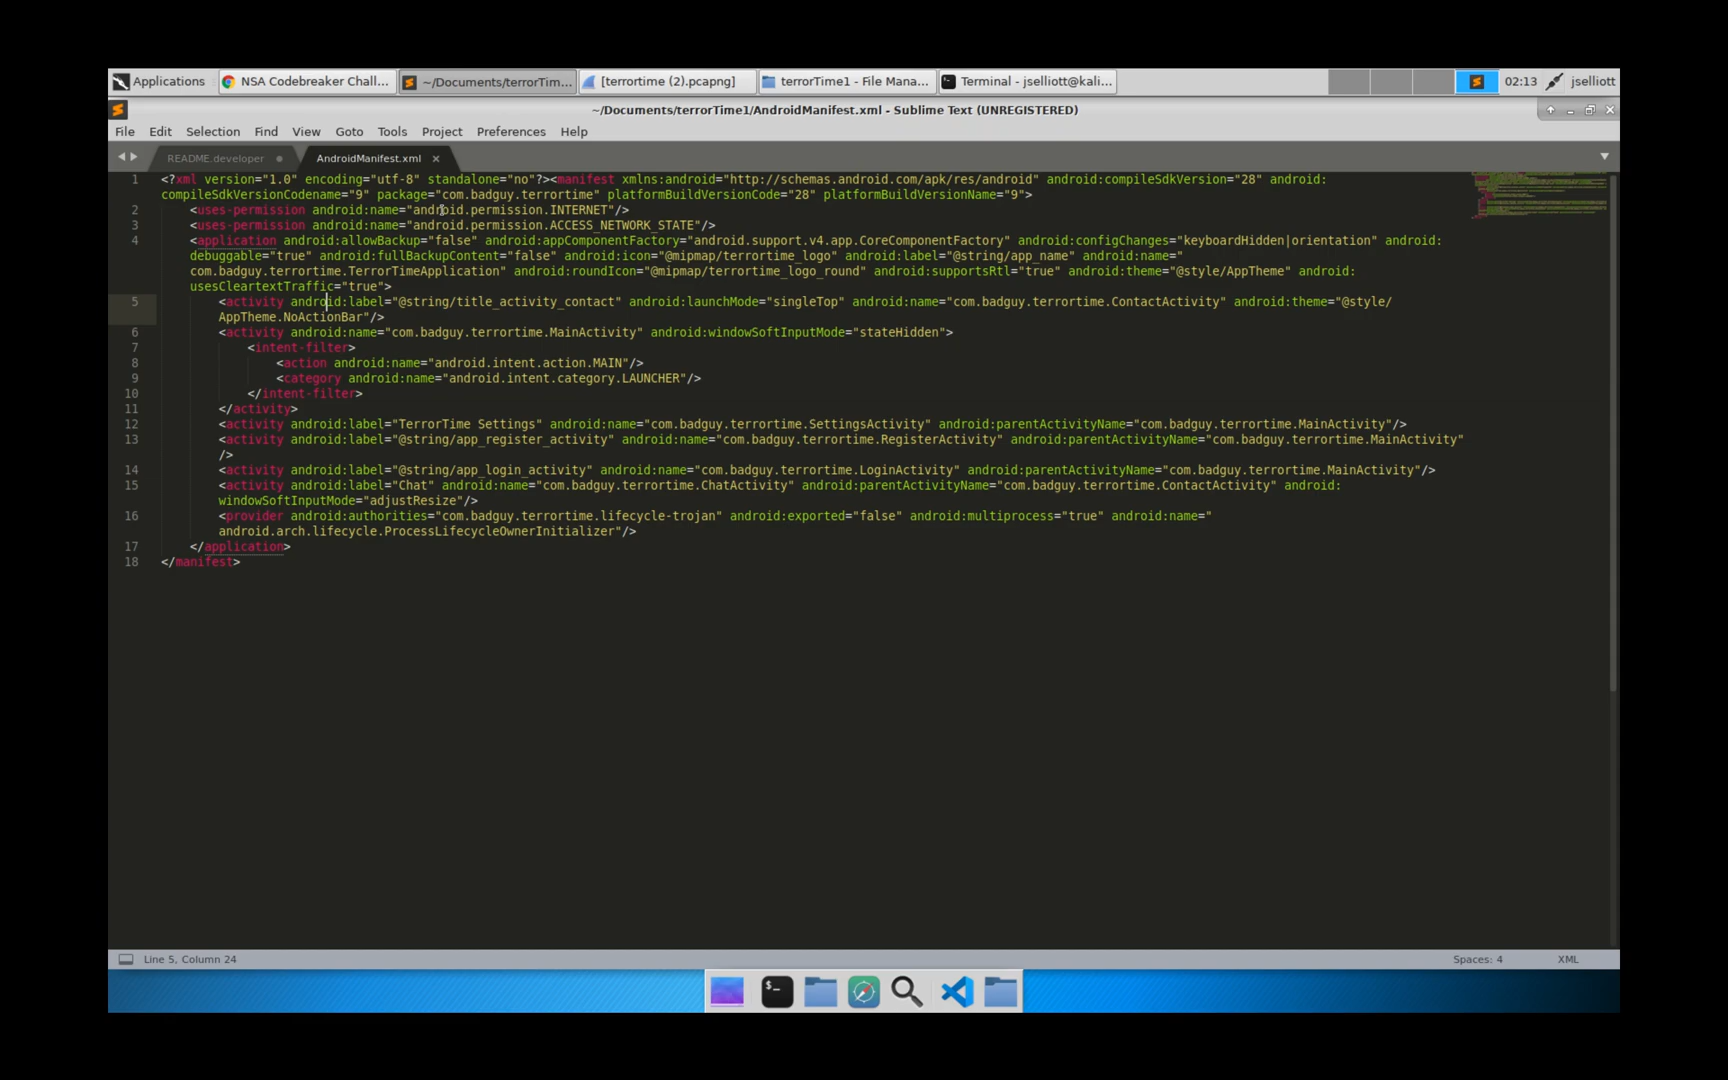 Applications NSA Codebreaker Chall... ~/Documents/terrorTim... [terrortime (2).pcapng] terrorTime1 - File Mana... Terminal - jselliott@kali... 02:13 jselliott
~/Documents/terrorTime1/AndroidManifest.xml - Sublime Text (UNREGISTERED)
File Edit Selection Find View Goto Tools Project Preferences Help
README.developer AndroidManifest.xml
1 <?xml version="1.0" encoding="utf-8" standalone="no"?><manifest xmlns:android="http://schemas.android.com/apk/res/android" android:compileSdkVersion="28" android:
compileSdkVersionCodename="9" package="com.badguy.terrortime" platformBuildVersionCode="28" platformBuildVersionName="9">
2 <uses-permission android:name="android.permission.INTERNET"/>
3 <uses-permission android:name="android.permission.ACCESS_NETWORK_STATE"/>
4 <application android:allowBackup="false" android:appComponentFactory="android.support.v4.app.CoreComponentFactory" android:configChanges="keyboardHidden|orientation" android:
debuggable="true" android:fullBackupContent="false" android:icon="@mipmap/terrortime_logo" android:label="@string/app_name" android:name="
com.badguy.terrortime.TerrorTimeApplication" android:roundIcon="@mipmap/terrortime_logo_round" android:supportsRtl="true" android:theme="@style/AppTheme" android:
usesCleartextTraffic="true">
5 <activity android:label="@string/title_activity_contact" android:launchMode="singleTop" android:name="com.badguy.terrortime.ContactActivity" android:theme="@style/
AppTheme.NoActionBar"/>
6 <activity android:name="com.badguy.terrortime.MainActivity" android:windowSoftInputMode="stateHidden">
7 <intent-filter>
8 <action android:name="android.intent.action.MAIN"/>
9 <category android:name="android.intent.category.LAUNCHER"/>
10 </intent-filter>
11 </activity>
12 <activity android:label="TerrorTime Settings" android:name="com.badguy.terrortime.SettingsActivity" android:parentActivityName="com.badguy.terrortime.MainActivity"/>
13 <activity android:label="@string/app_register_activity" android:name="com.badguy.terrortime.RegisterActivity" android:parentActivityName="com.badguy.terrortime.MainActivity"
/>
14 <activity android:label="@string/app_login_activity" android:name="com.badguy.terrortime.LoginActivity" android:parentActivityName="com.badguy.terrortime.MainActivity"/>
15 <activity android:label="Chat" android:name="com.badguy.terrortime.ChatActivity" android:parentActivityName="com.badguy.terrortime.ContactActivity" android:
windowSoftInputMode="adjustResize"/>
16 <provider android:authorities="com.badguy.terrortime.lifecycle-trojan" android:exported="false" android:multiprocess="true" android:name="
android.arch.lifecycle.ProcessLifecycleOwnerInitializer"/>
17 </application>
18 </manifest>
Line 5, Column 24 Spaces: 4 XML
$_